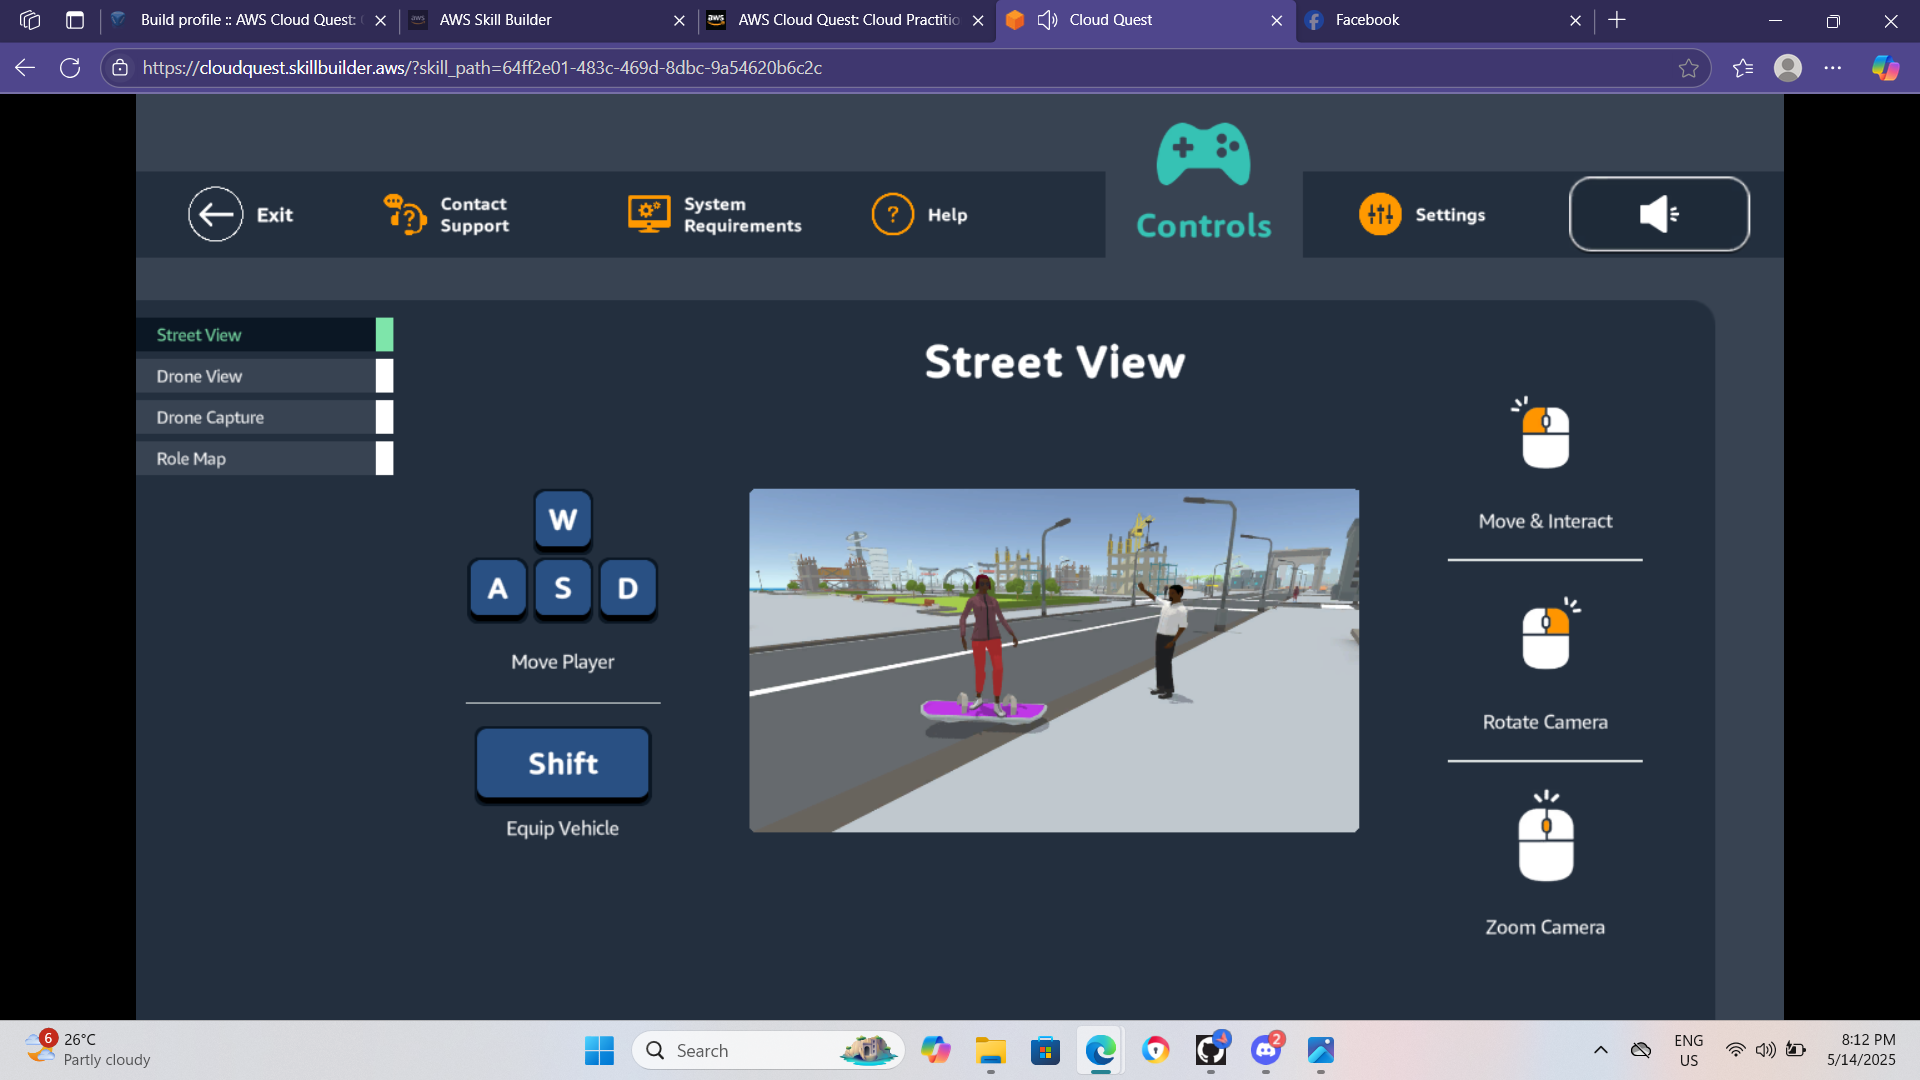 Build profile :: AWS Cloud Quest:
AWS Skill Builder
AWS Cloud Quest: Cloud Practitio
Cloud Quest
Facebook
https://cloudquest.skillbuilder.aws/?skill_path=64ff2e01-483c-469d-8dbc-9a54620b6c2c
Exit
Contact
Support
System
Requirements
? Help
Controls
Settings
Street View
Drone View
Drone Capture
Role Map
Street View
W
A S D
Move Player
Shift
Equip Vehicle
Move & Interact
Rotate Camera
Zoom Camera
6
26°C
Partly cloudy
Search
2
ENG
US
8:12 PM
5/14/2025